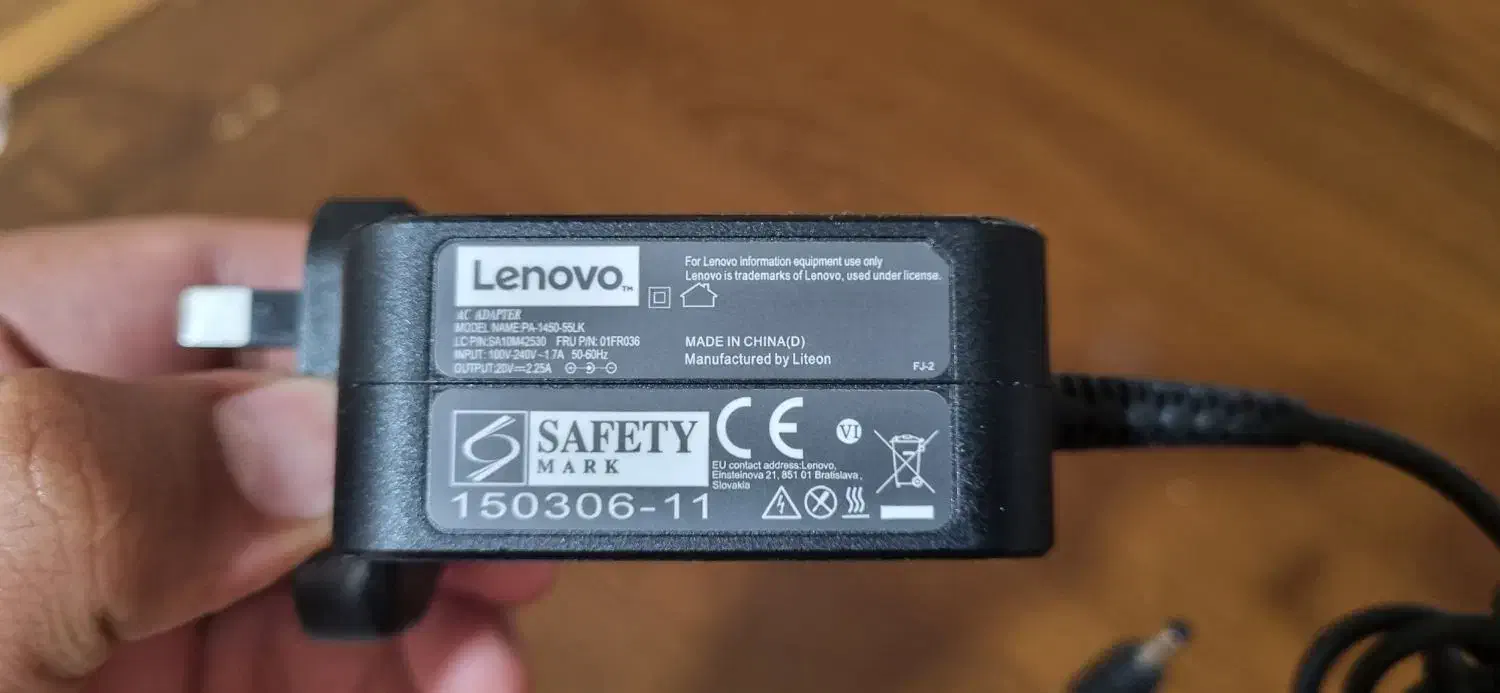 Lenovo™
For Lenovo information equipment use only
Lenovo is trademarks of Lenovo, used under license.
AC ADAPTER
MODEL NAME:PA-1450-55LK
LC P/N:SA10M42530 FRU P/N: 01FR036
INPUT: 100V-240V~1.7A 50-60Hz
OUTPUT:20V⎓2.25A
MADE IN CHINA(D)
Manufactured by Liteon
FJ-2
SAFETY
MARK
150306-11
CE
VI
EU contact address:Lenovo,
Einsteinova 21, 851 01 Bratislava ,
Slovakia